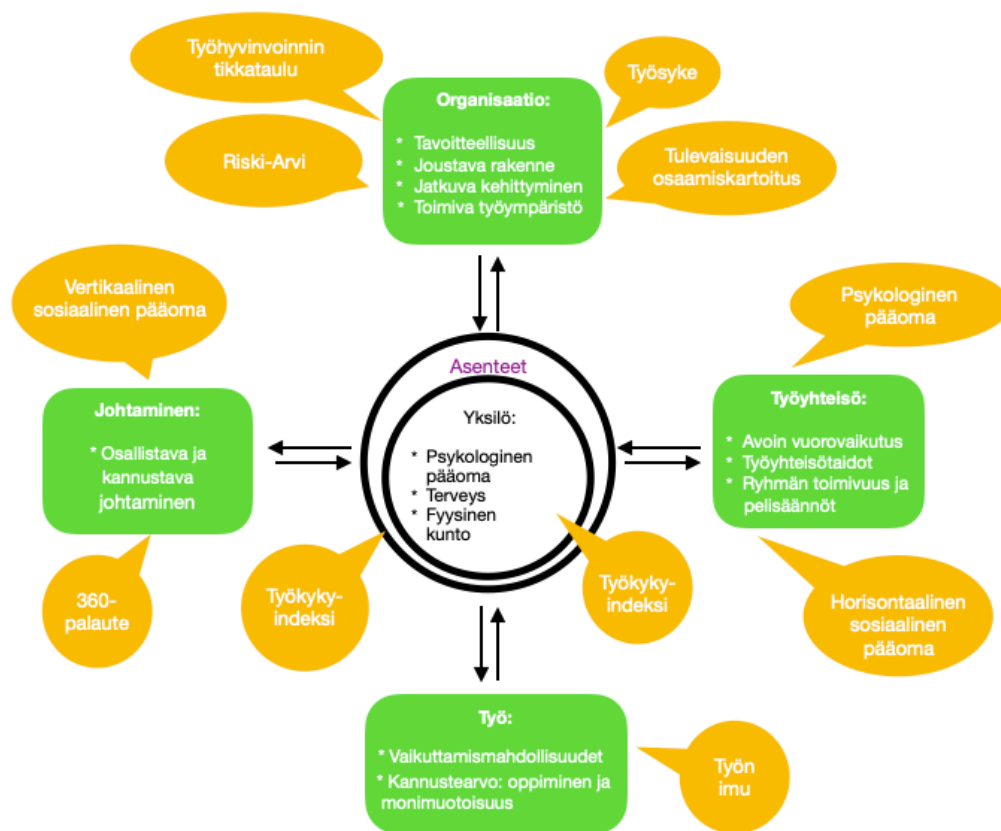 Työhyvinvoinnin
tikkataulu
Työsyke
Organisaatio:
* Tavoitteellisuus
* Joustava rakenne
* Jatkuva kehittyminen
* Toimiva työympäristö
Riski-Arvi
Tulevaisuuden
osaamiskartoitus
Vertikaalinen
sosiaalinen pääoma
Psykologinen
pääoma
Asenteet
Johtaminen:
* Osallistava ja
kannustava
johtaminen
Yksilö:
* Psykologinen
pääoma
* Terveys
* Fyysinen
kunto
Työyhteisö:
* Avoin vuorovaikutus
* Työyhteisötaidot
* Ryhmän toimivuus ja
pelisäännöt
360-
palaute
Työkyky-
indeksi
Työkyky-
indeksi
Horisontaalinen
sosiaalinen
pääoma
Työ:
* Vaikuttamismahdollisuudet
* Kannustearvo: oppiminen ja
monimuotoisuus
Työn
imu